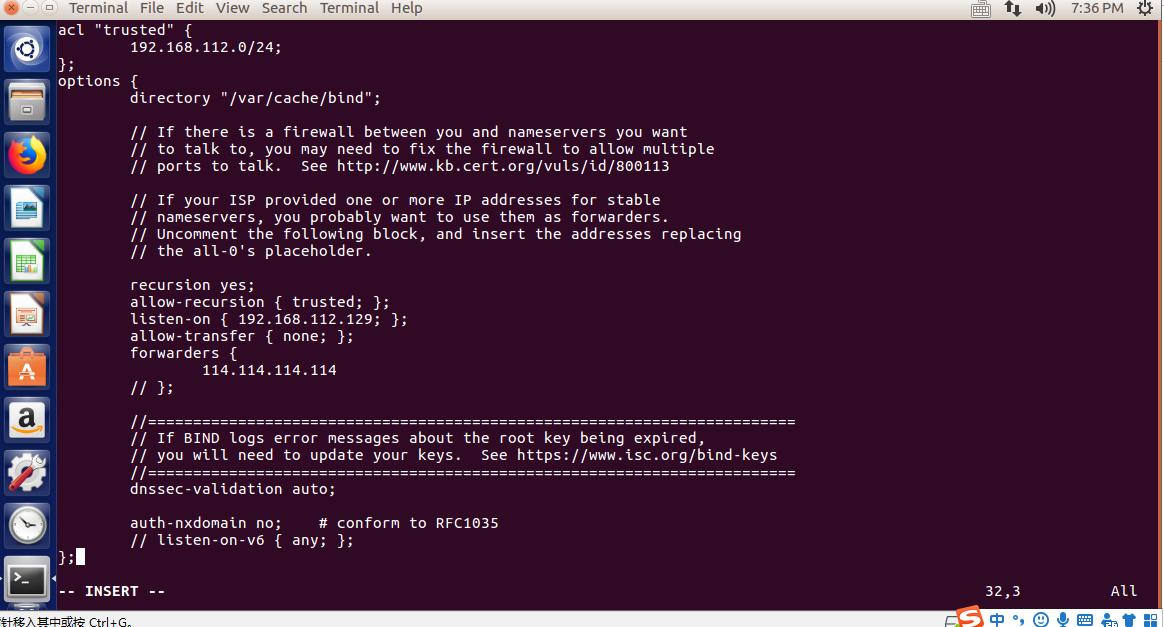 Terminal File Edit View Search Terminal Help 7:36 PM
acl "trusted" {
        192.168.112.0/24;
};
options {
        directory "/var/cache/bind";

        // If there is a firewall between you and nameservers you want
        // to talk to, you may need to fix the firewall to allow multiple
        // ports to talk.  See http://www.kb.cert.org/vuls/id/800113

        // If your ISP provided one or more IP addresses for stable
        // nameservers, you probably want to use them as forwarders.
        // Uncomment the following block, and insert the addresses replacing
        // the all-0's placeholder.

        recursion yes;
        allow-recursion { trusted; };
        listen-on { 192.168.112.129; };
        allow-transfer { none; };
        forwarders {
                114.114.114.114
        // };

        //========================================================================
        // If BIND logs error messages about the root key being expired,
        // you will need to update your keys.  See https://www.isc.org/bind-keys
        //========================================================================
        dnssec-validation auto;

        auth-nxdomain no;    # conform to RFC1035
        // listen-on-v6 { any; };
};
-- INSERT -- 32,3 All
针移入其中或按 Ctrl+G。 中